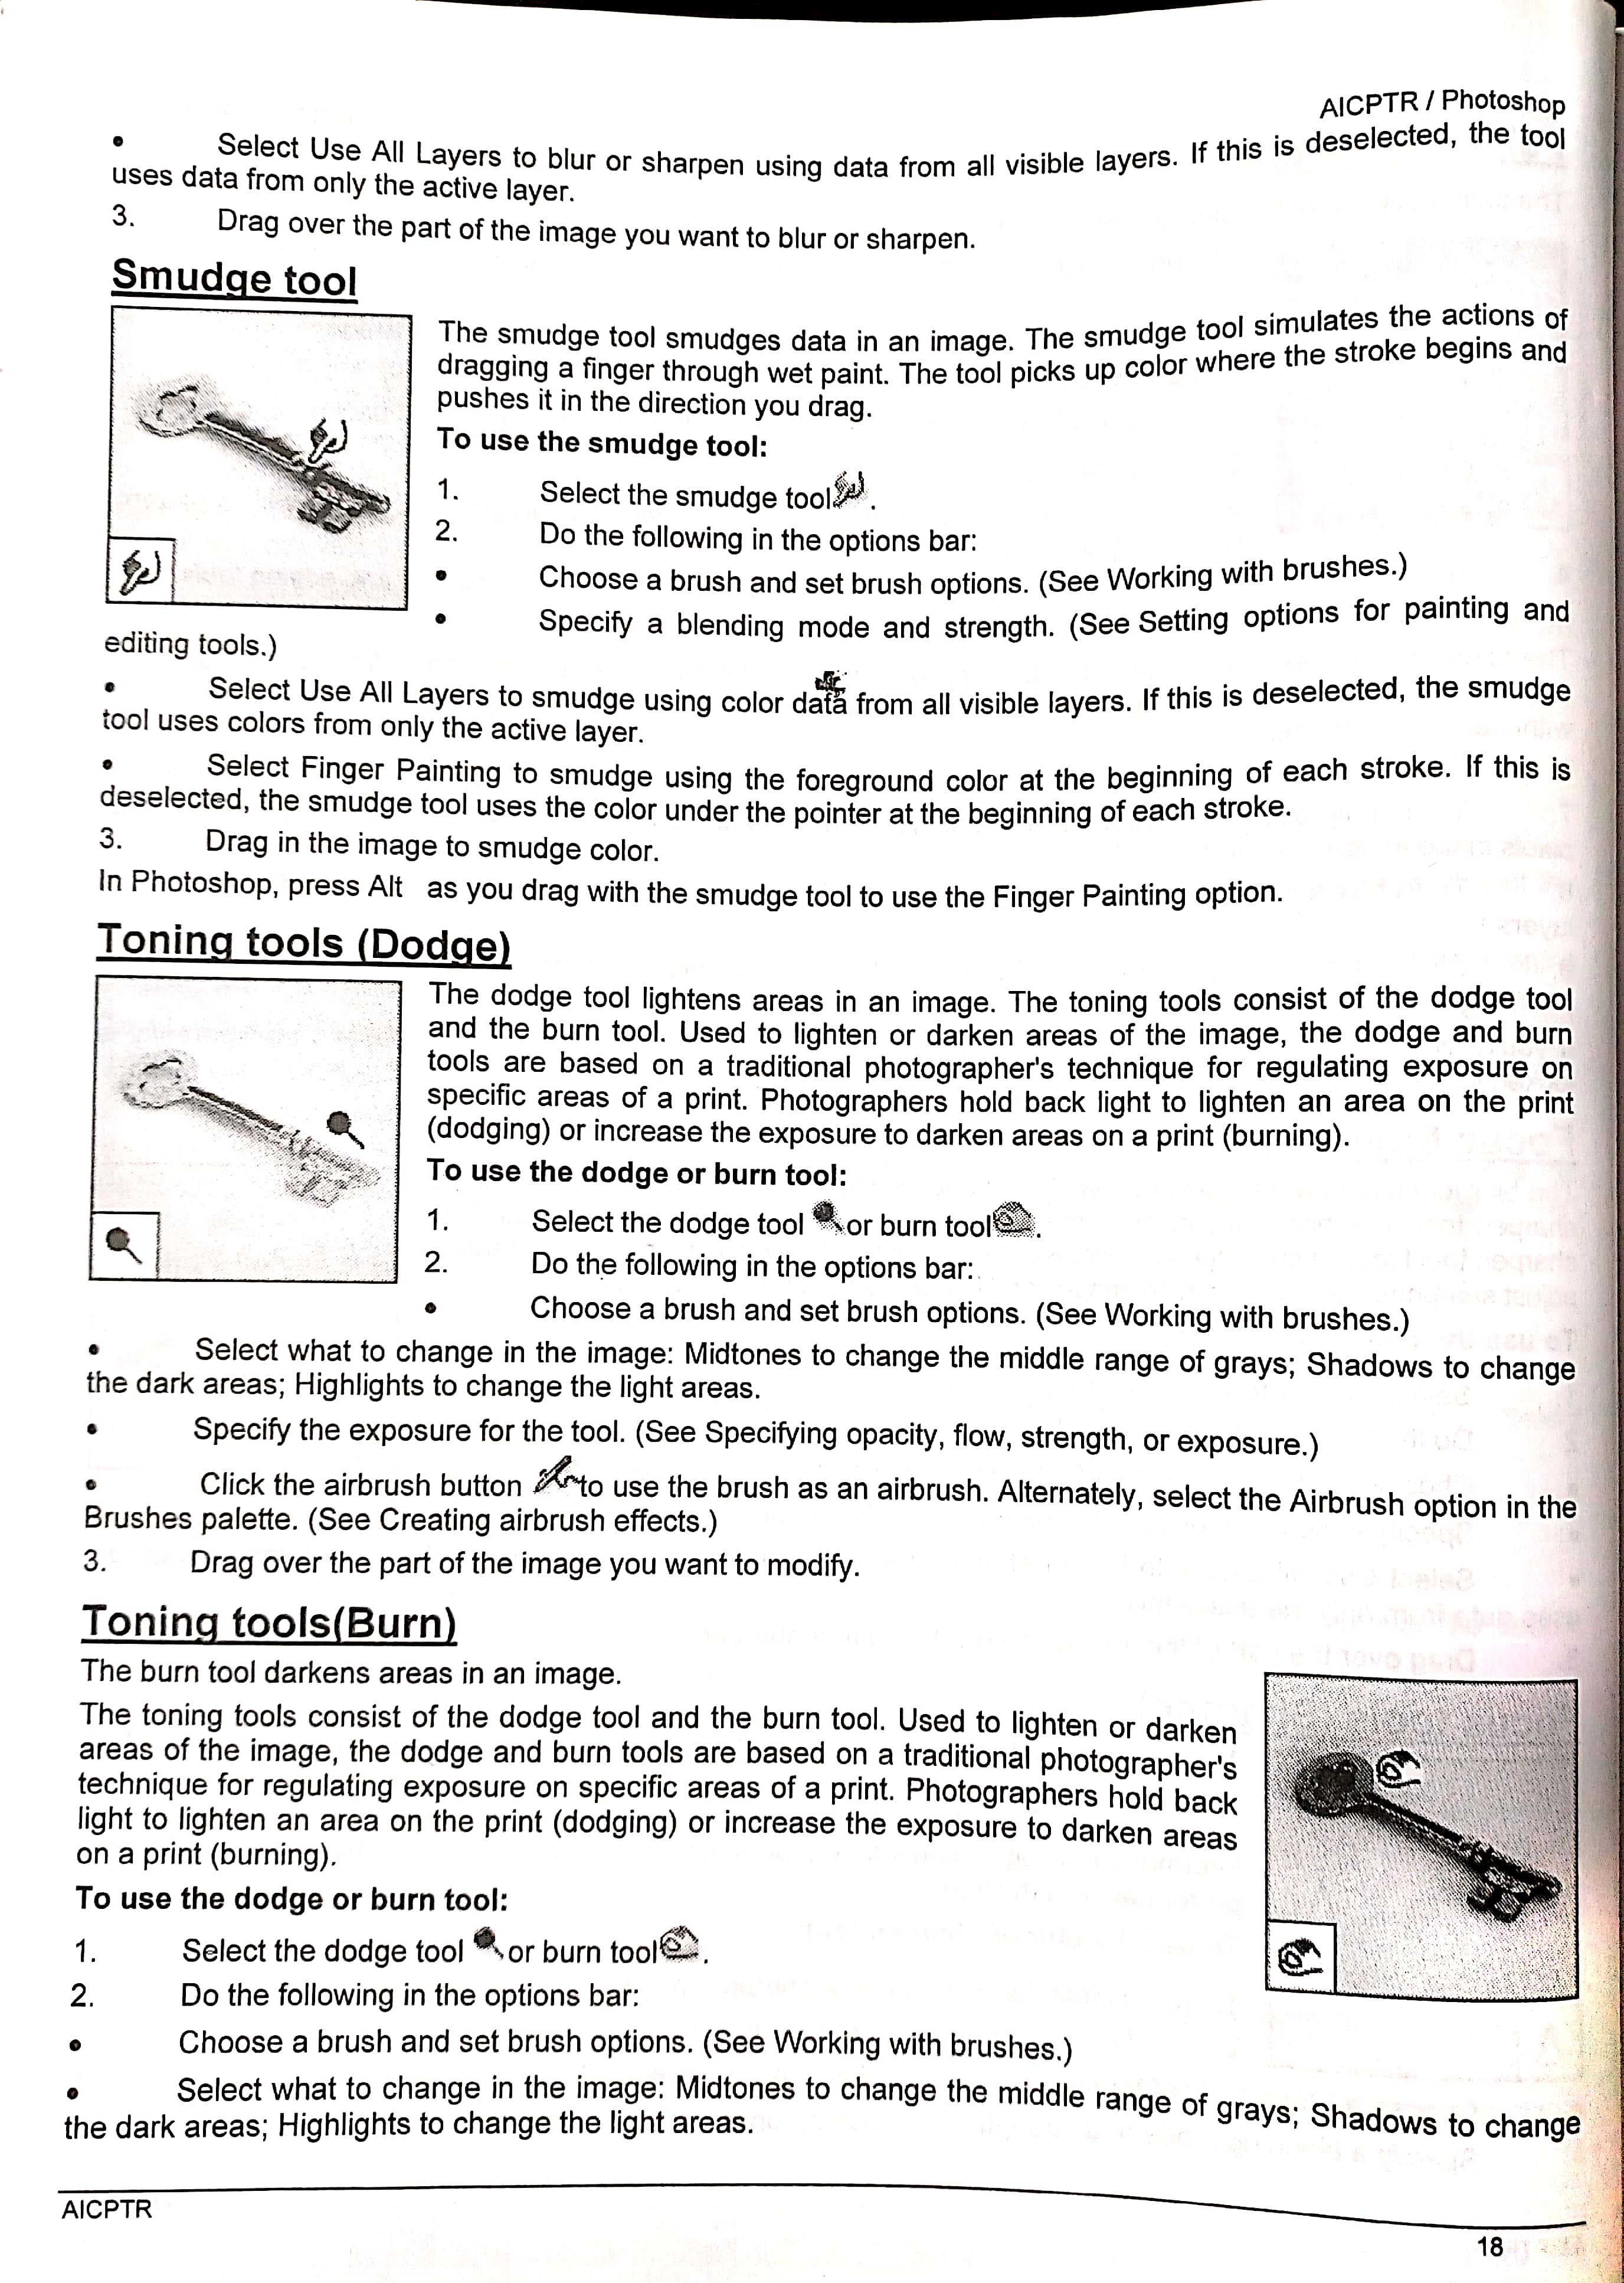 AICPTR / Photoshop
• Select Use All Layers to blur or sharpen using data from all visible layers. If this is deselected, the tool
uses data from only the active layer.
3. Drag over the part of the image you want to blur or sharpen.
Smudge tool
The smudge tool smudges data in an image. The smudge tool simulates the actions of
dragging a finger through wet paint. The tool picks up color where the stroke begins and
pushes it in the direction you drag.
To use the smudge tool:
1. Select the smudge tool .
2. Do the following in the options bar:
• Choose a brush and set brush options. (See Working with brushes.)
• Specify a blending mode and strength. (See Setting options for painting and
editing tools.)
• Select Use All Layers to smudge using color data from all visible layers. If this is deselected, the smudge
tool uses colors from only the active layer.
• Select Finger Painting to smudge using the foreground color at the beginning of each stroke. If this is
deselected, the smudge tool uses the color under the pointer at the beginning of each stroke.
3. Drag in the image to smudge color.
In Photoshop, press Alt as you drag with the smudge tool to use the Finger Painting option.
Toning tools (Dodge)
The dodge tool lightens areas in an image. The toning tools consist of the dodge tool
and the burn tool. Used to lighten or darken areas of the image, the dodge and burn
tools are based on a traditional photographer's technique for regulating exposure on
specific areas of a print. Photographers hold back light to lighten an area on the print
(dodging) or increase the exposure to darken areas on a print (burning).
To use the dodge or burn tool:
1. Select the dodge tool or burn tool .
2. Do the following in the options bar:
• Choose a brush and set brush options. (See Working with brushes.)
• Select what to change in the image: Midtones to change the middle range of grays; Shadows to change
the dark areas; Highlights to change the light areas.
• Specify the exposure for the tool. (See Specifying opacity, flow, strength, or exposure.)
• Click the airbrush button to use the brush as an airbrush. Alternately, select the Airbrush option in the
Brushes palette. (See Creating airbrush effects.)
3. Drag over the part of the image you want to modify.
Toning tools(Burn)
The burn tool darkens areas in an image.
The toning tools consist of the dodge tool and the burn tool. Used to lighten or darken
areas of the image, the dodge and burn tools are based on a traditional photographer's
technique for regulating exposure on specific areas of a print. Photographers hold back
light to lighten an area on the print (dodging) or increase the exposure to darken areas
on a print (burning).
To use the dodge or burn tool:
1. Select the dodge tool or burn tool .
2. Do the following in the options bar:
• Choose a brush and set brush options. (See Working with brushes.)
• Select what to change in the image: Midtones to change the middle range of grays; Shadows to change
the dark areas; Highlights to change the light areas.
AICPTR
18